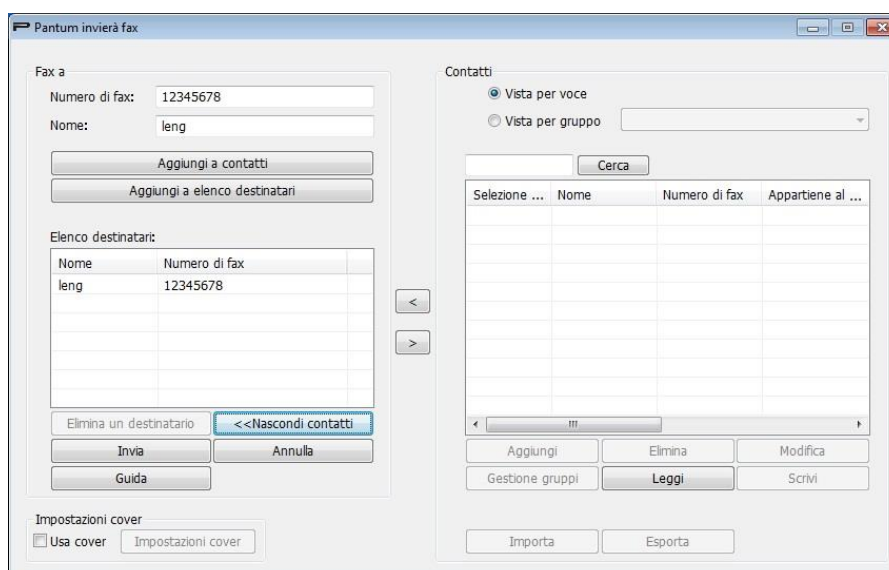 Pantum invierà fax
Fax a
Numero di fax: 12345678
Nome: leng
Aggiungi a contatti
Aggiungi a elenco destinatari
Elenco destinatari:
Nome Numero di fax
leng 12345678
Elimina un destinatario <<Nascondi contatti
Invia Annulla
Guida
Impostazioni cover
Usa cover Impostazioni cover
<
>
Contatti
Vista per voce
Vista per gruppo
Cerca
Selezione ... Nome Numero di fax Appartiene al ...
Aggiungi Elimina Modifica
Gestione gruppi Leggi Scrivi
Importa Esporta